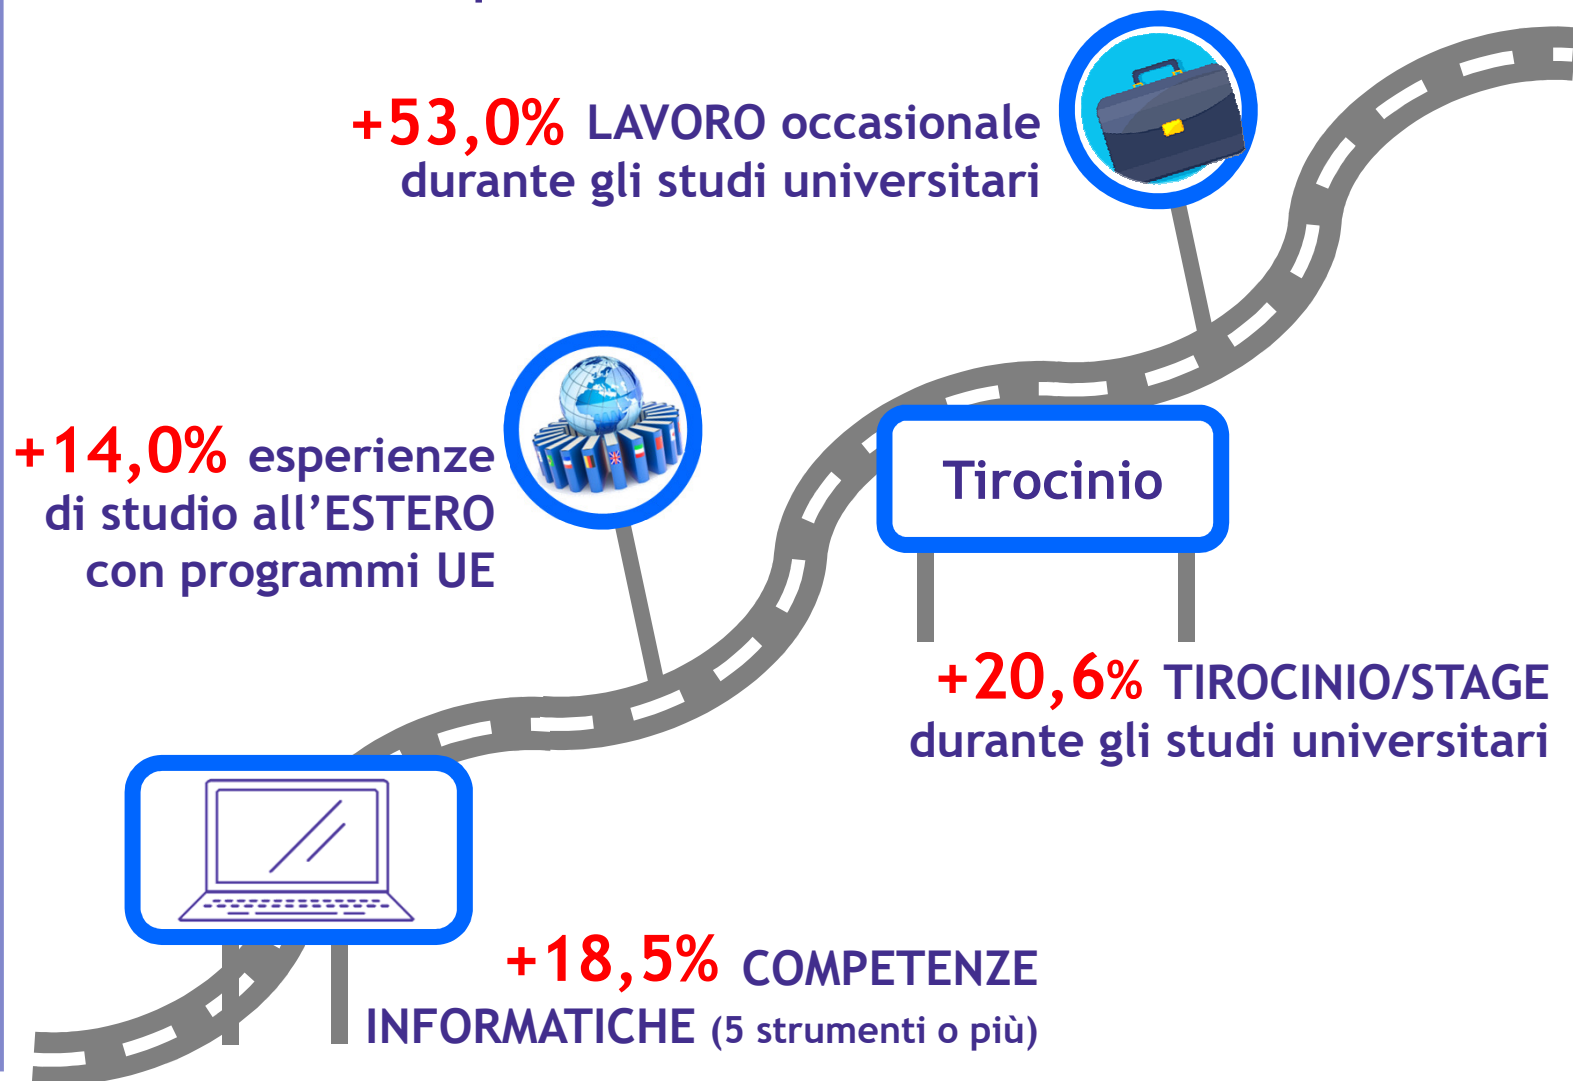 +53,0% LAVORO occasionale
durante gli studi universitari
+14,0% esperienze
di studio all’ESTERO
con programmi UE
Tirocinio
+20,6% TIROCINIO/STAGE
durante gli studi universitari
+18,5% COMPETENZE
INFORMATICHE (5 strumenti o più)